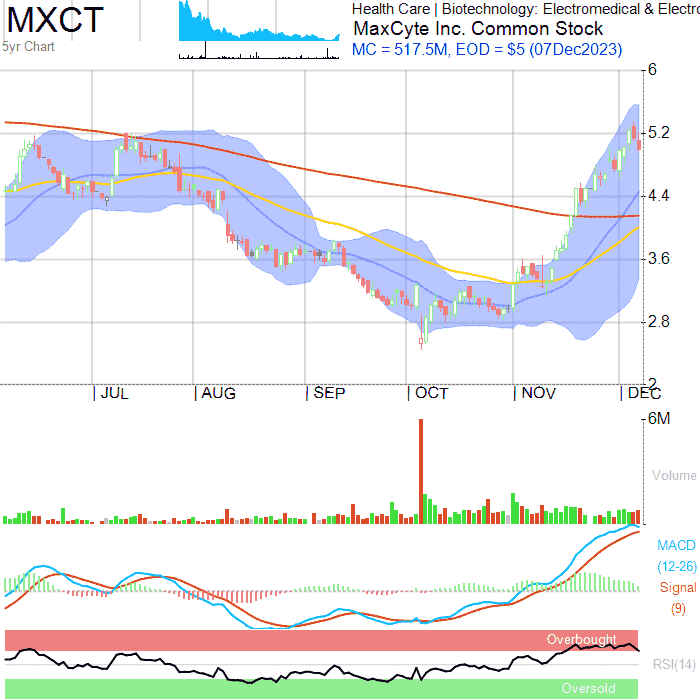 MXCT
5yr Chart
Health Care | Biotechnology: Electromedical & Electro
MaxCyte Inc. Common Stock
MC = 517.5M, EOD = $5 (07Dec2023)
6
5.2
4.4
3.6
2.8
2
JUL AUG SEP OCT NOV DEC
6M
Volume
MACD
(12-26)
Signal
(9)
Overbought
RSI(14)
Oversold